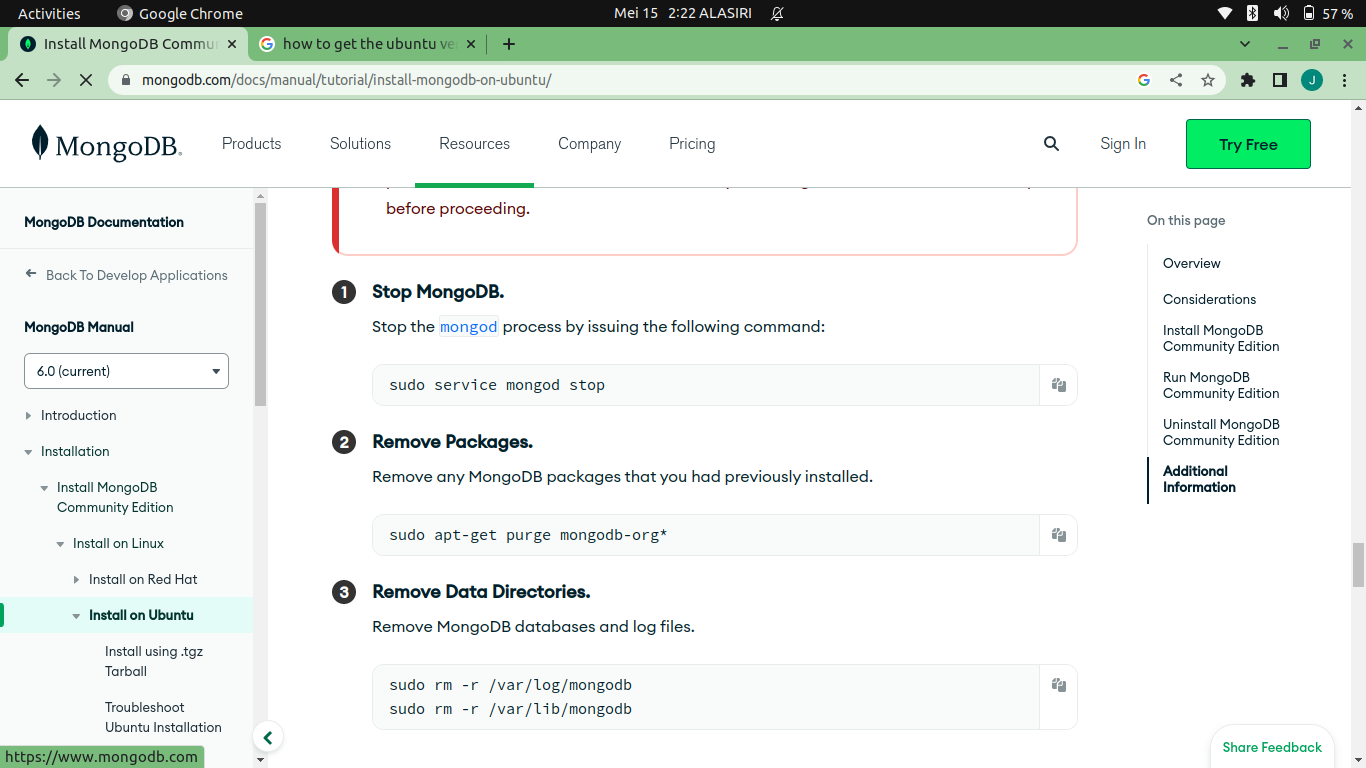 Activities
Google Chrome
Mei 15 2:22 ALASIRI
57 %
Install MongoDB Commu
how to get the ubuntu ve
mongodb.com/docs/manual/tutorial/install-mongodb-on-ubuntu/
J
MongoDB.
Products
Solutions
Resources
Company
Pricing
Sign In
Try Free
MongoDB Documentation
Back To Develop Applications
MongoDB Manual
6.0 (current)
Introduction
Installation
Install MongoDB
Community Edition
Install on Linux
Install on Red Hat
Install on Ubuntu
Install using .tgz
Tarball
Troubleshoot
Ubuntu Installation
https://www.mongodb.com
before proceeding.
1 Stop MongoDB.
Stop the mongod process by issuing the following command:
sudo service mongod stop
2 Remove Packages.
Remove any MongoDB packages that you had previously installed.
sudo apt-get purge mongodb-org*
3 Remove Data Directories.
Remove MongoDB databases and log files.
sudo rm -r /var/log/mongodb
sudo rm -r /var/lib/mongodb
On this page
Overview
Considerations
Install MongoDB
Community Edition
Run MongoDB
Community Edition
Uninstall MongoDB
Community Edition
Additional
Information
Share Feedback